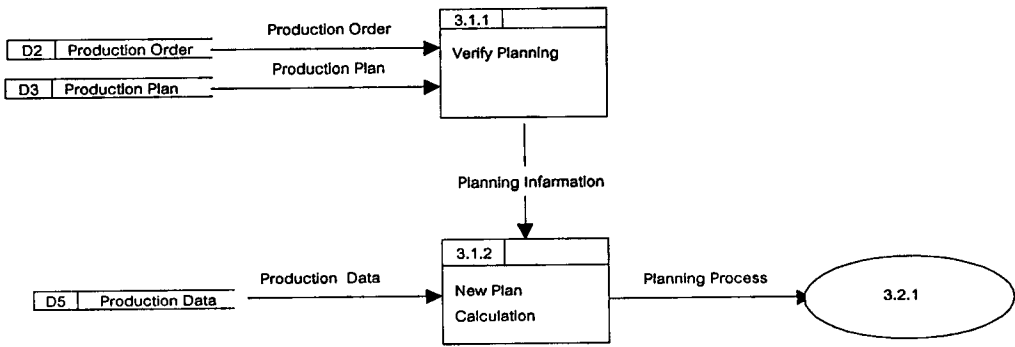 3.1.1
Production Order
D2 Production Order
Verify Planning
Production Plan
D3 Production Plan
Planning Infarmation
3.1.2
Production Data
New Plan
Planning Process
3.2.1
D5 Production Data
Calculation